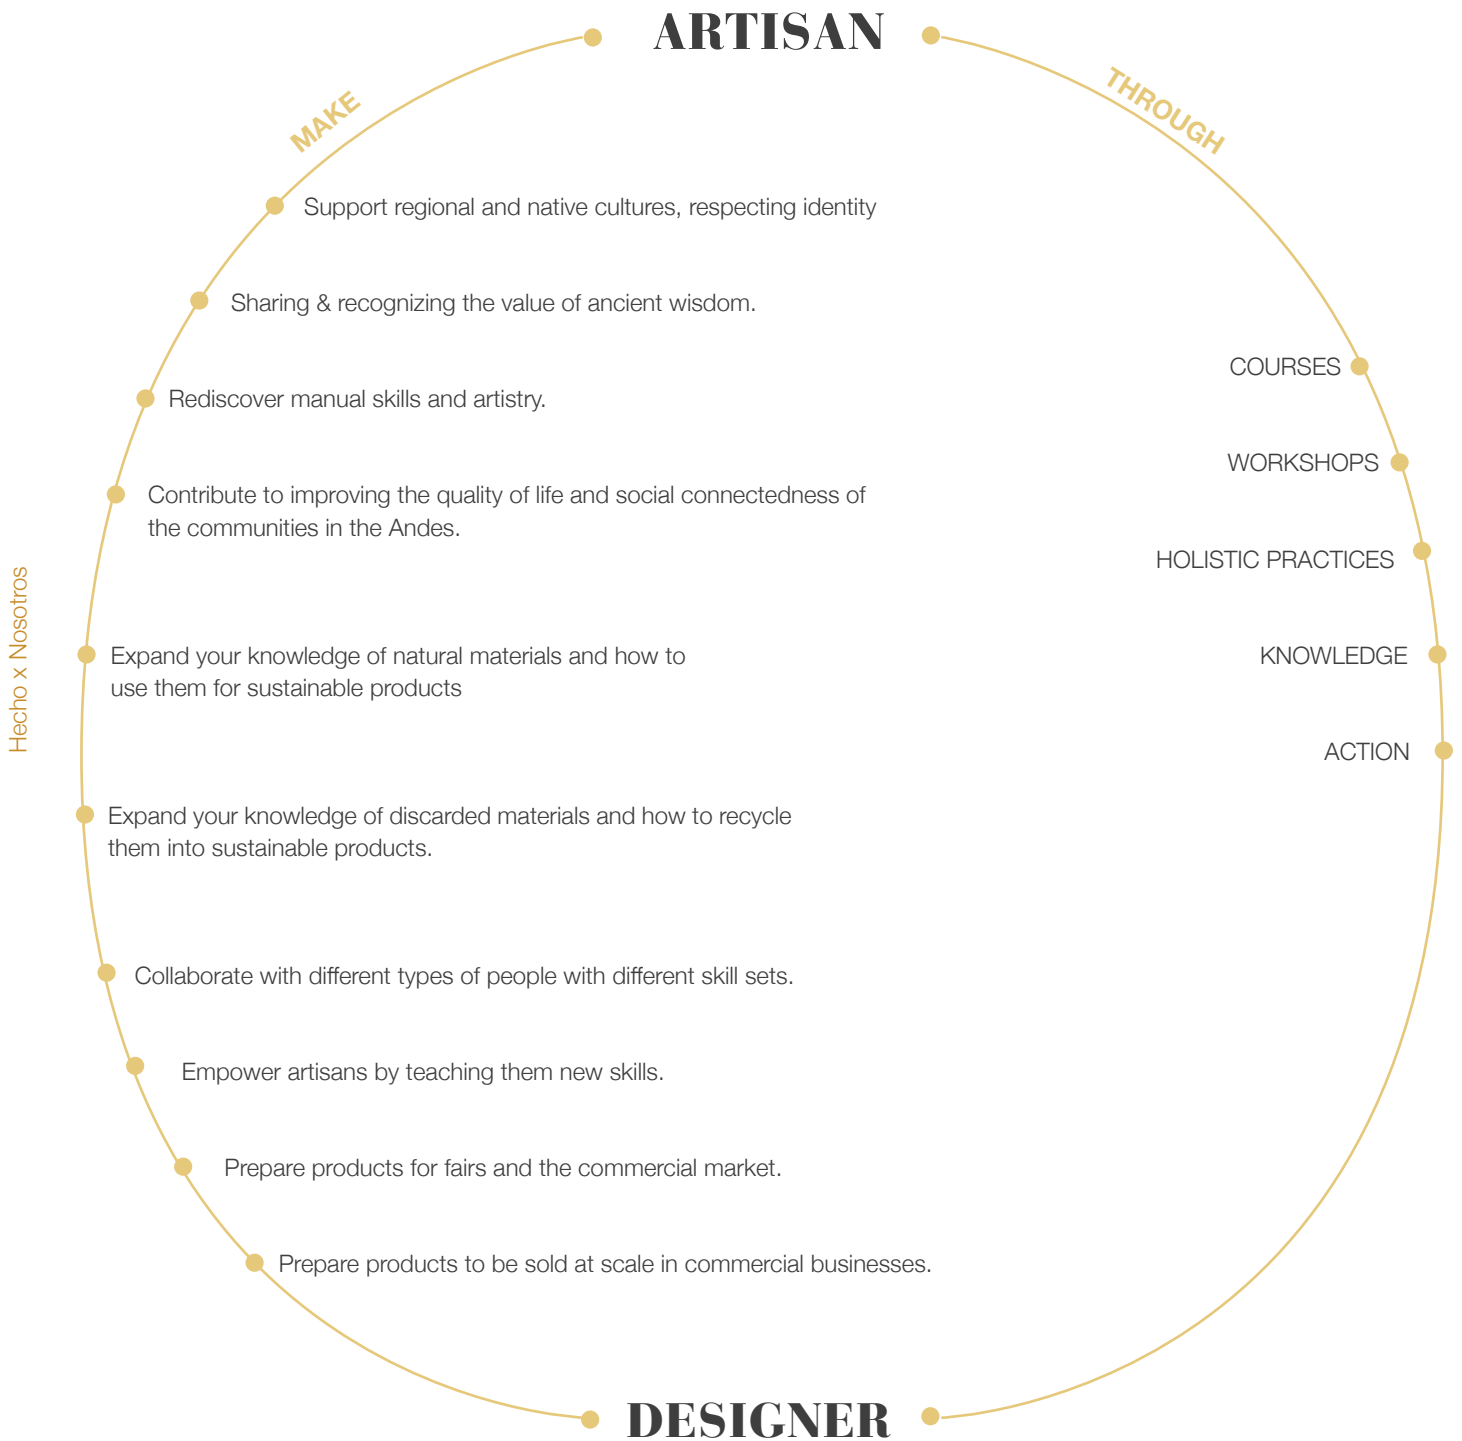 ARTISAN
MAKE
THROUGH
Support regional and native cultures, respecting identity
Sharing & recognizing the value of ancient wisdom.
Rediscover manual skills and artistry.
Contribute to improving the quality of life and social connectedness of
the communities in the Andes.
Expand your knowledge of natural materials and how to
use them for sustainable products
Expand your knowledge of discarded materials and how to recycle
them into sustainable products.
Collaborate with different types of people with different skill sets.
Empower artisans by teaching them new skills.
Prepare products for fairs and the commercial market.
Prepare products to be sold at scale in commercial businesses.
COURSES
WORKSHOPS
HOLISTIC PRACTICES
KNOWLEDGE
ACTION
DESIGNER
Hecho x Nosotros